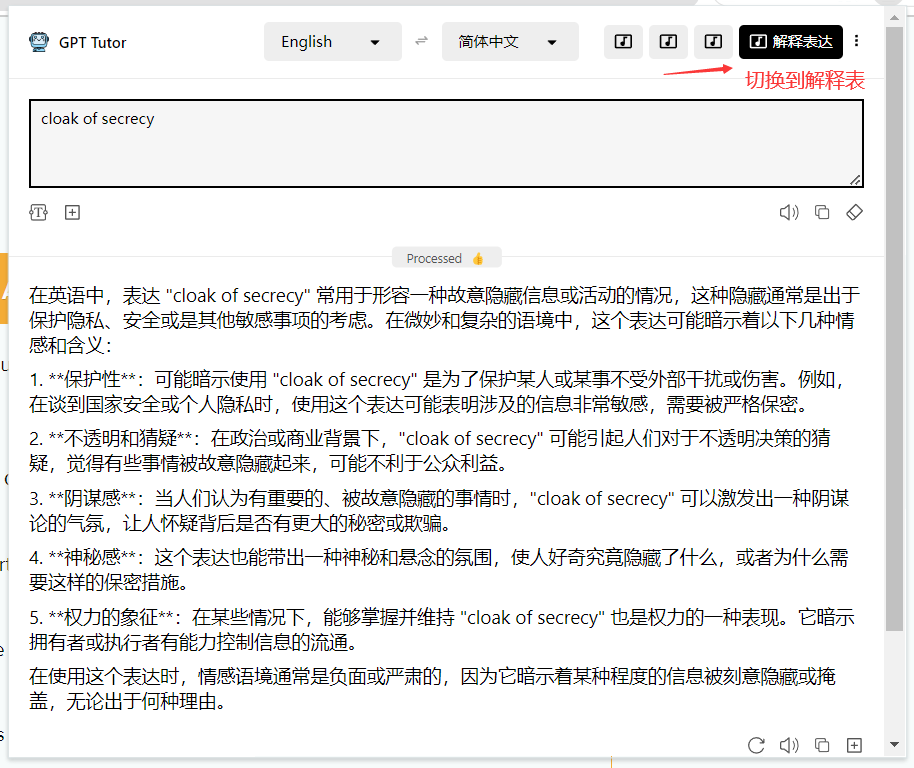 GPT Tutor
English
简体中文
解释表达
切换到解释表
cloak of secrecy
Processed 👍
在英语中，表达 "cloak of secrecy" 常用于形容一种故意隐藏信息或活动的情况，这种隐藏通常是出于
保护隐私、安全或是其他敏感事项的考虑。在微妙和复杂的语境中，这个表达可能暗示着以下几种情
感和含义：
1. **保护性**：可能暗示使用 "cloak of secrecy" 是为了保护某人或某事不受外部干扰或伤害。例如，
在谈到国家安全或个人隐私时，使用这个表达可能表明涉及的信息非常敏感，需要被严格保密。
2. **不透明和猜疑**：在政治或商业背景下，"cloak of secrecy" 可能引起人们对于不透明决策的猜
疑，觉得有些事情被故意隐藏起来，可能不利于公众利益。
3. **阴谋感**：当人们认为有重要的、被故意隐藏的事情时，"cloak of secrecy" 可以激发出一种阴谋
论的气氛，让人怀疑背后是否有更大的秘密或欺骗。
4. **神秘感**：这个表达也能带出一种神秘和悬念的氛围，使人好奇究竟隐藏了什么，或者为什么需
要这样的保密措施。
5. **权力的象征**：在某些情况下，能够掌握并维持 "cloak of secrecy" 也是权力的一种表现。它暗示
拥有者或执行者有能力控制信息的流通。
在使用这个表达时，情感语境通常是负面或严肃的，因为它暗示着某种程度的信息被刻意隐藏或掩
盖，无论出于何种理由。